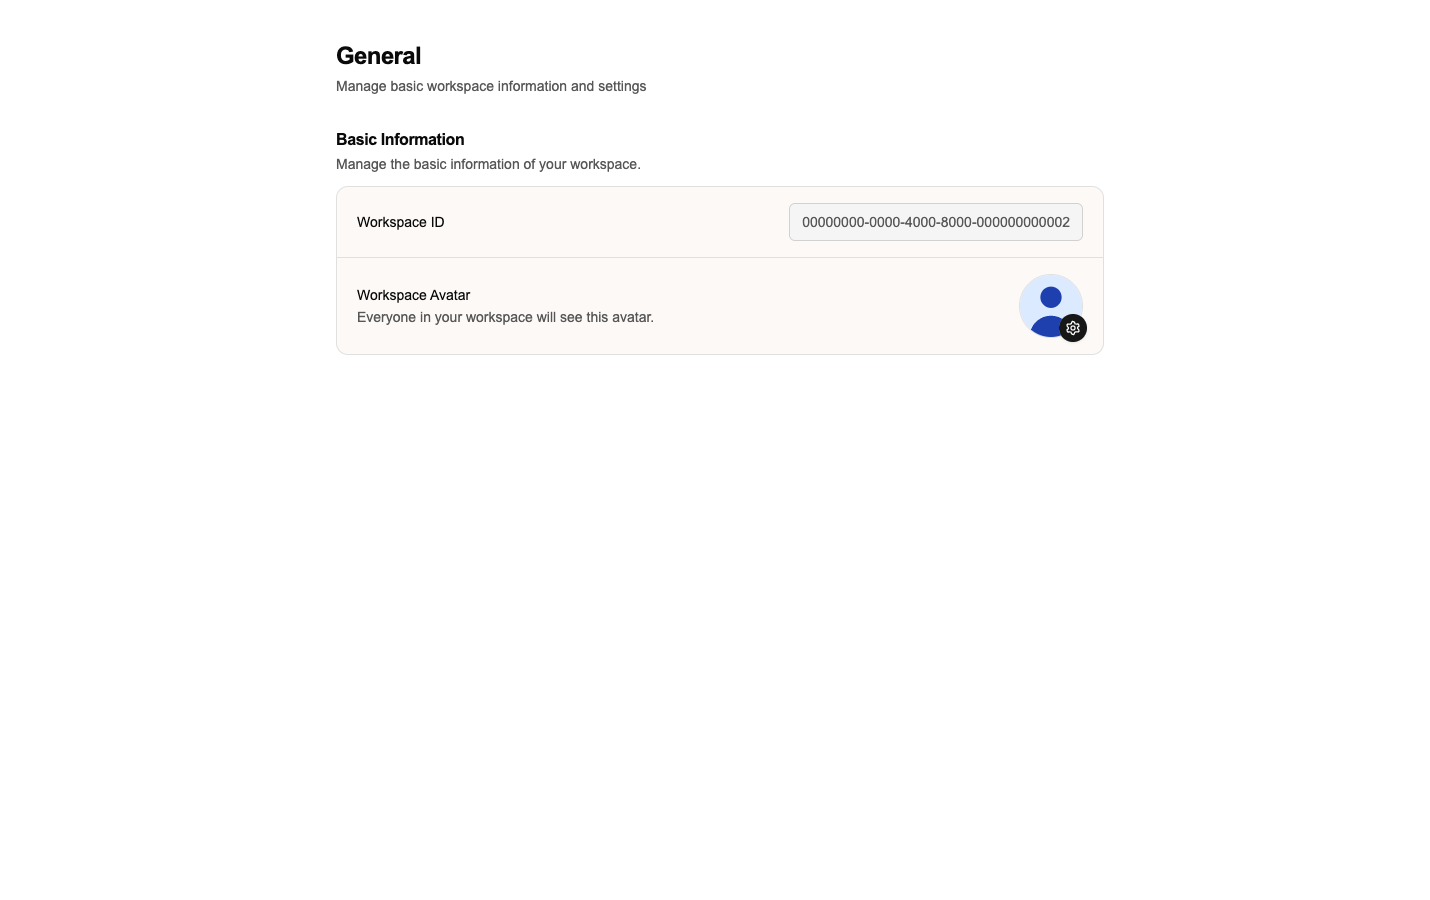 General
Manage basic workspace information and settings
Basic Information
Manage the basic information of your workspace.
Workspace ID
00000000-0000-4000-8000-000000000002
Workspace Avatar
Everyone in your workspace will see this avatar.